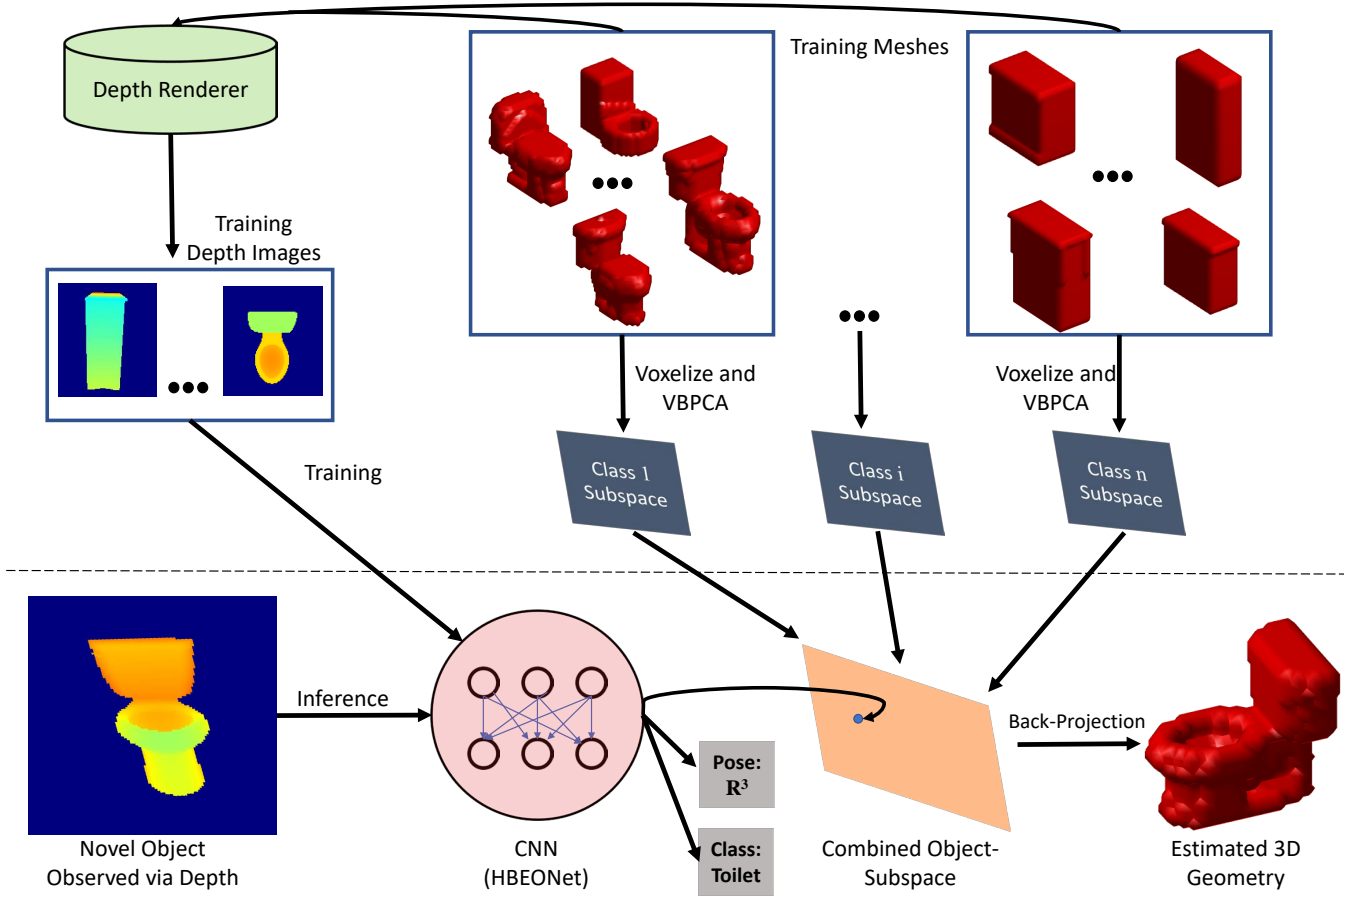 Training Meshes
Depth Renderer
Training
Depth Images
Voxelize and
VBPCA
Voxelize and
VBPCA
Training
Class 1
Subspace
Class i
Subspace
Class n
Subspace
Inference
Back-Projection
Pose:
R³
Class:
Toilet
Novel Object
Observed via Depth
CNN
(HBEONet)
Combined Object-
Subspace
Estimated 3D
Geometry